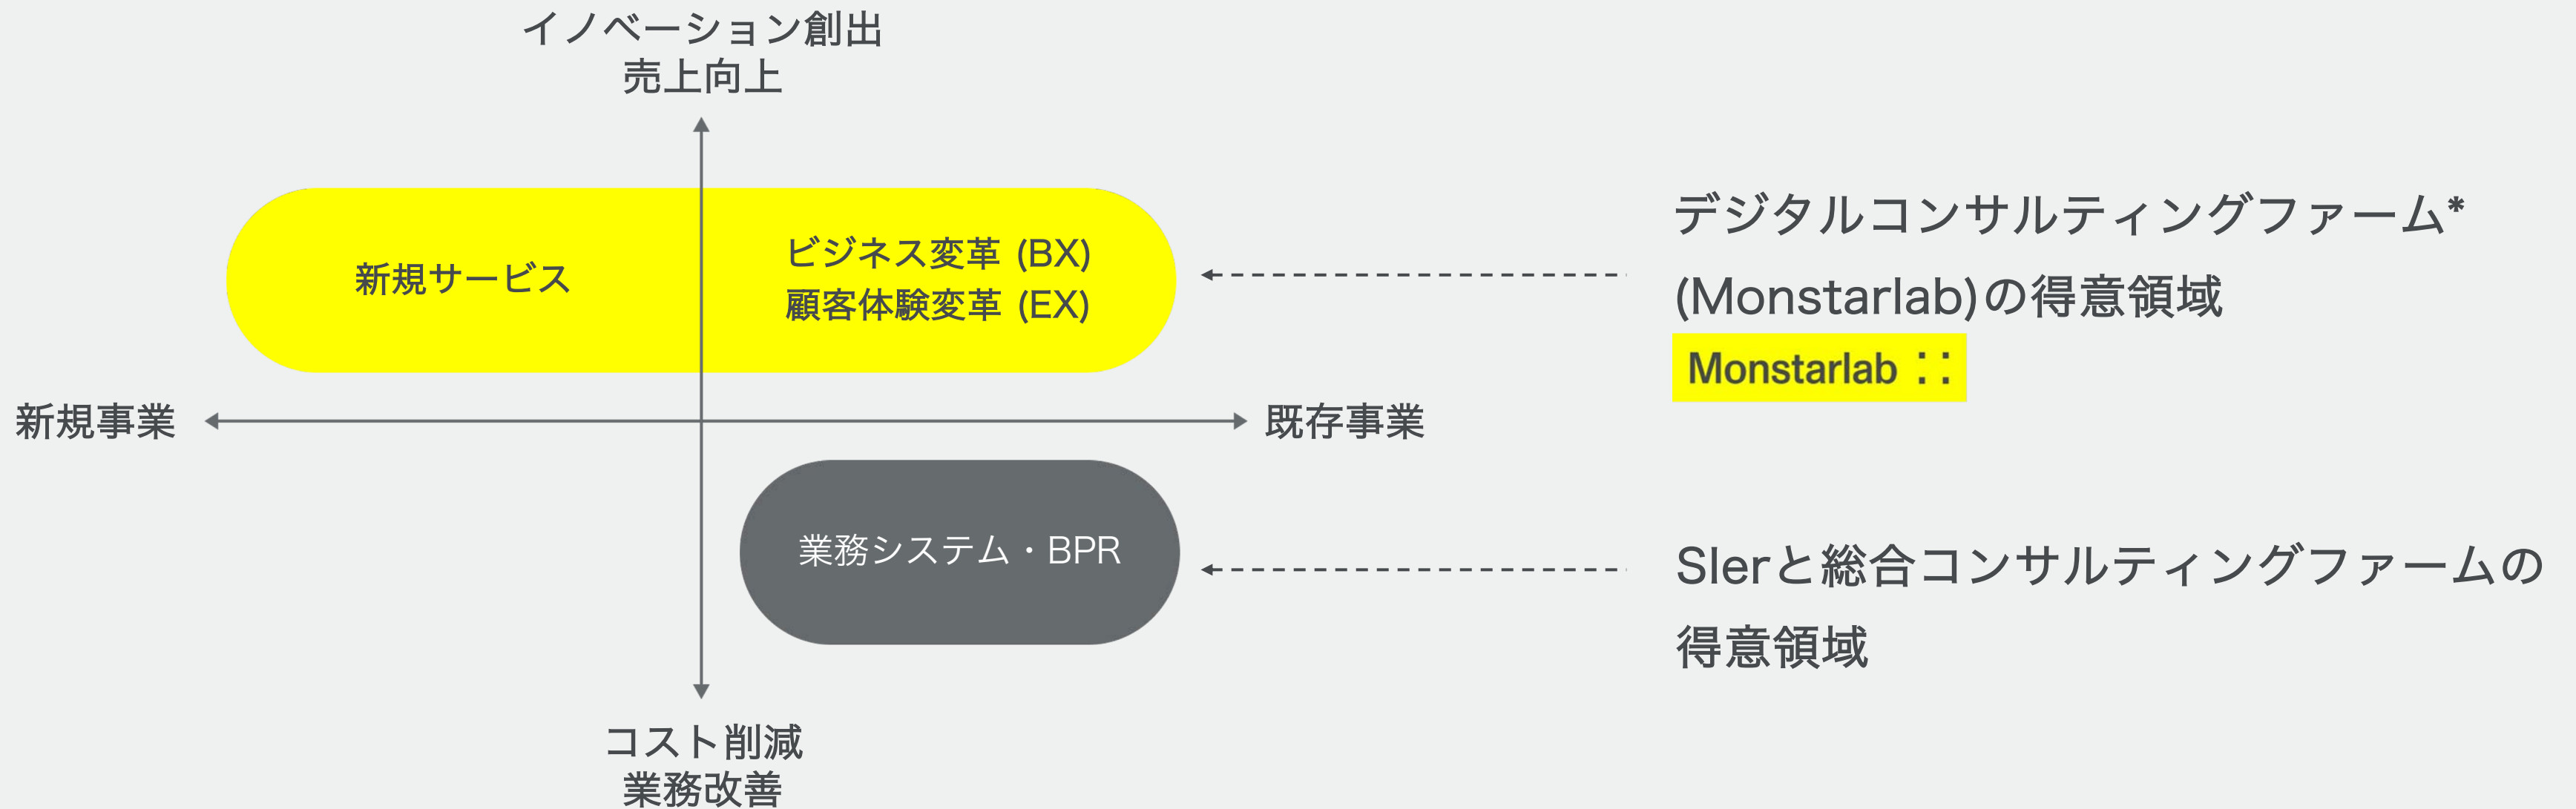 イノベーション創出
売上向上
新規サービス
ビジネス変革 (BX)
顧客体験変革 (EX)
デジタルコンサルティングファーム*
(Monstarlab)の得意領域
Monstarlab
新規事業
既存事業
業務システム・BPR
SIerと総合コンサルティングファームの
得意領域
コスト削減
業務改善